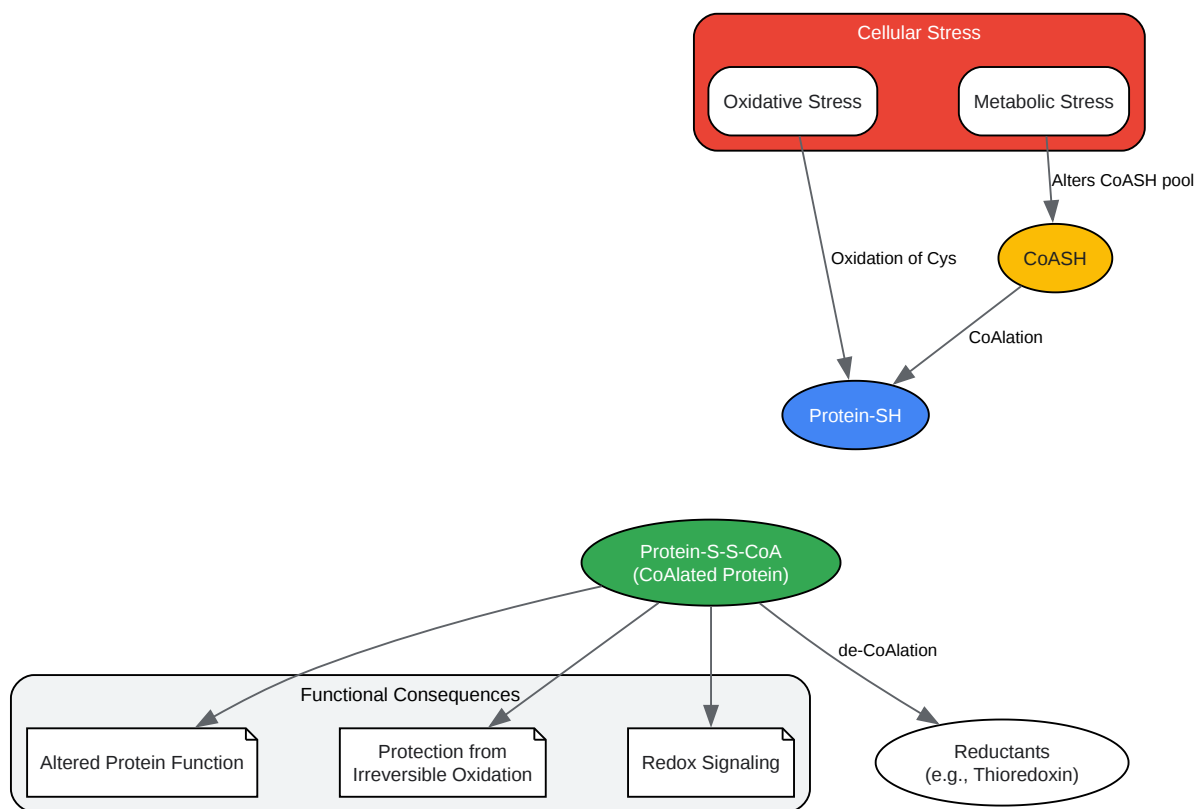 Cellular Stress
Oxidative Stress
Metabolic Stress
Alters CoASH pool
Oxidation of Cys
CoASH
CoAlation
Protein-SH
Protein-S-S-CoA
(CoAlated Protein)
de-CoAlation
Functional Consequences
Altered Protein Function
Protection from
Irreversible Oxidation
Redox Signaling
Reductants
(e.g., Thioredoxin)